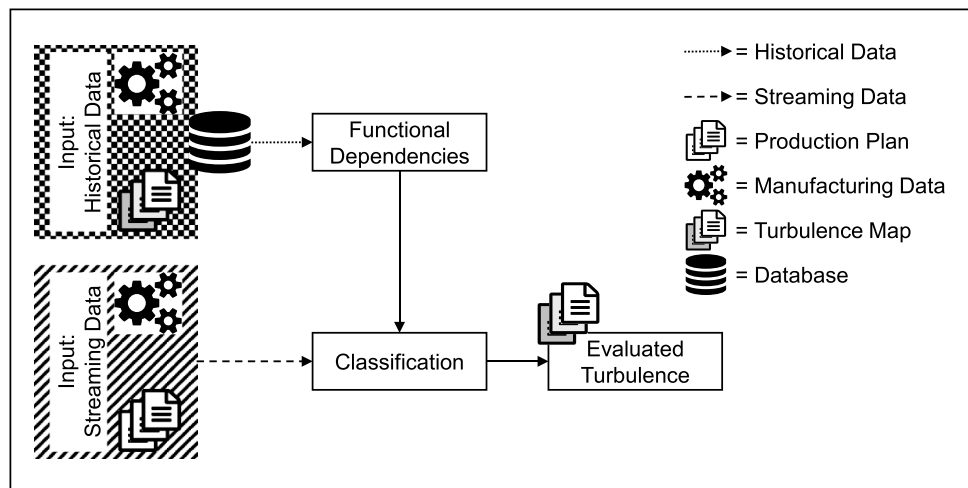 Input:
Historical Data
Functional
Dependencies
Input:
Streaming Data
Classification
Evaluated
Turbulence
= Historical Data
= Streaming Data
= Production Plan
= Manufacturing Data
= Turbulence Map
= Database